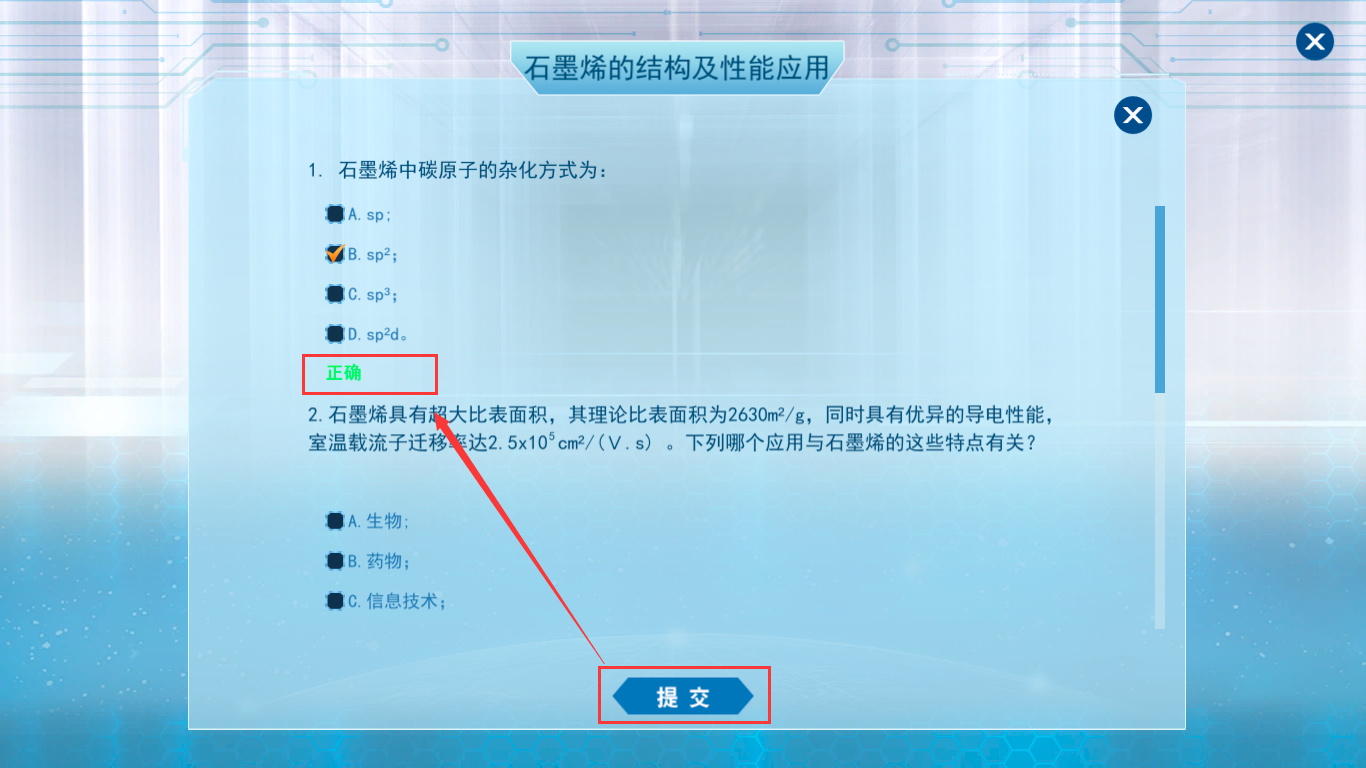 石墨烯的结构及性能应用
1. 石墨烯中碳原子的杂化方式为:
A. sp;
B. sp²;
C. sp³;
D. sp²d。
正确
2.石墨烯具有超大比表面积，其理论比表面积为2630m²/g，同时具有优异的导电性能，
室温载流子迁移率达2.5x10⁵cm²/(V.s) 。下列哪个应用与石墨烯的这些特点有关?
A. 生物;
B. 药物;
C. 信息技术;
提 交